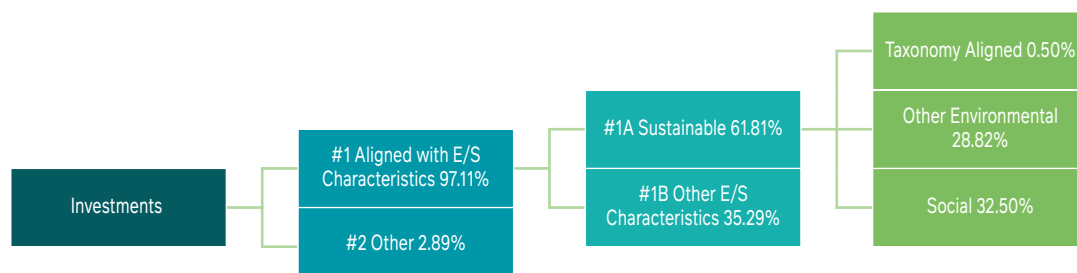 Investments
#1 Aligned with E/S
Characteristics 97.11%
#2 Other 2.89%
#1A Sustainable 61.81%
#1B Other E/S
Characteristics 35.29%
Taxonomy Aligned 0.50%
Other Environmental
28.82%
Social 32.50%